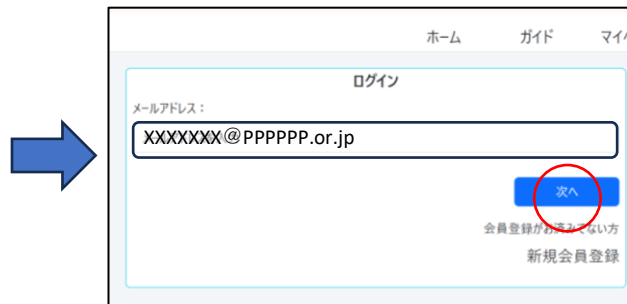 ホーム ガイド マイ
ログイン
メールアドレス：
XXXXXXX@PPPPPP.or.jp
次へ
会員登録がお済みでない方
新規会員登録